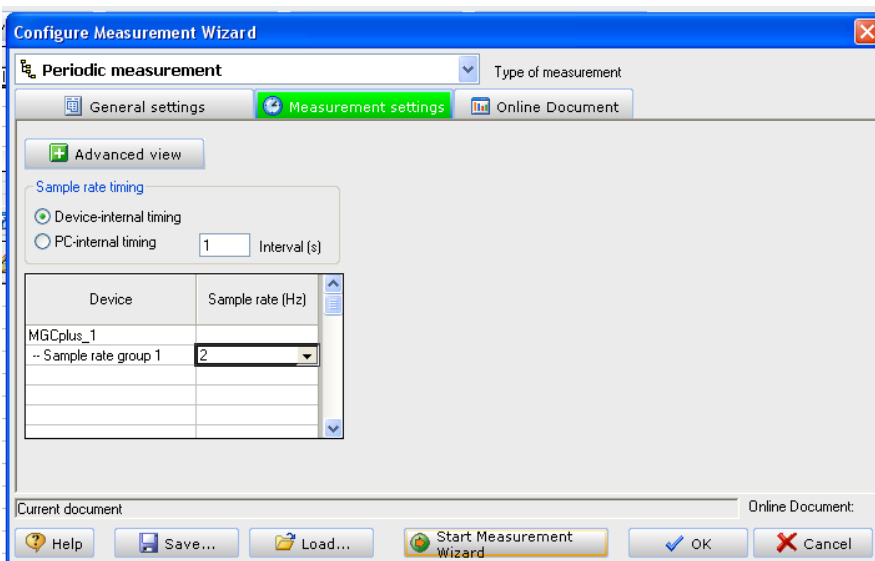 Configure Measurement Wizard
Periodic measurement
Type of measurement
General settings
Measurement settings
Online Document
Advanced view
Sample rate timing
Device-internal timing
PC-internal timing
1
Interval (s)
Device
Sample rate (Hz)
MGCplus_1
-- Sample rate group 1
2
Current document
Online Document:
Help
Save...
Load...
Start Measurement
Wizard
OK
Cancel